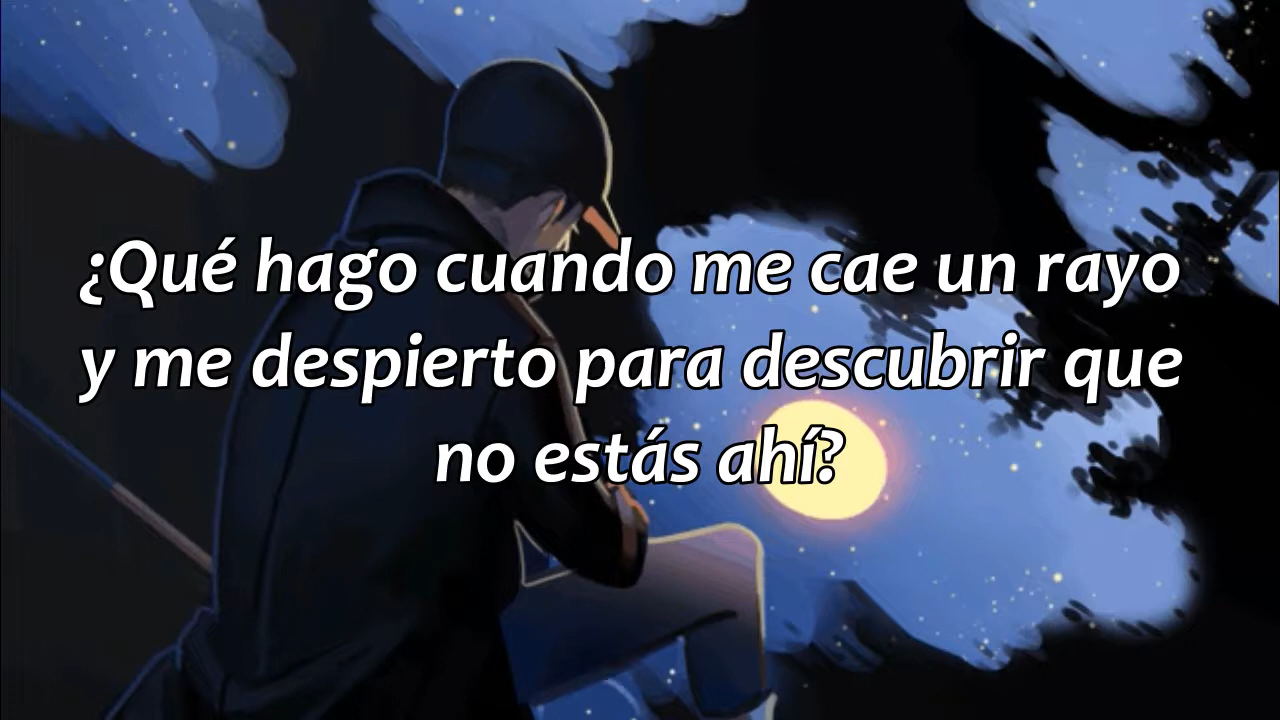 ¿Qué hago cuando me cae un rayo
y me despierto para descubrir que
no estás ahí?